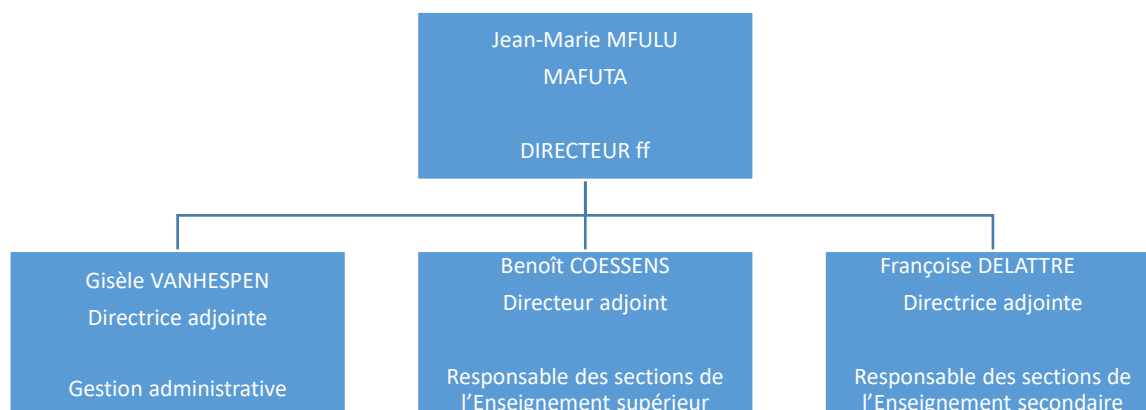 Jean-Marie MFULU
MAFUTA
DIRECTEUR ff
Gisèle VANHESPEN
Directrice adjointe
Gestion administrative
Benoît COESSENS
Directeur adjoint
Responsable des sections de
l’Enseignement supérieur
Françoise DELATTRE
Directrice adjointe
Responsable des sections de
l’Enseignement secondaire